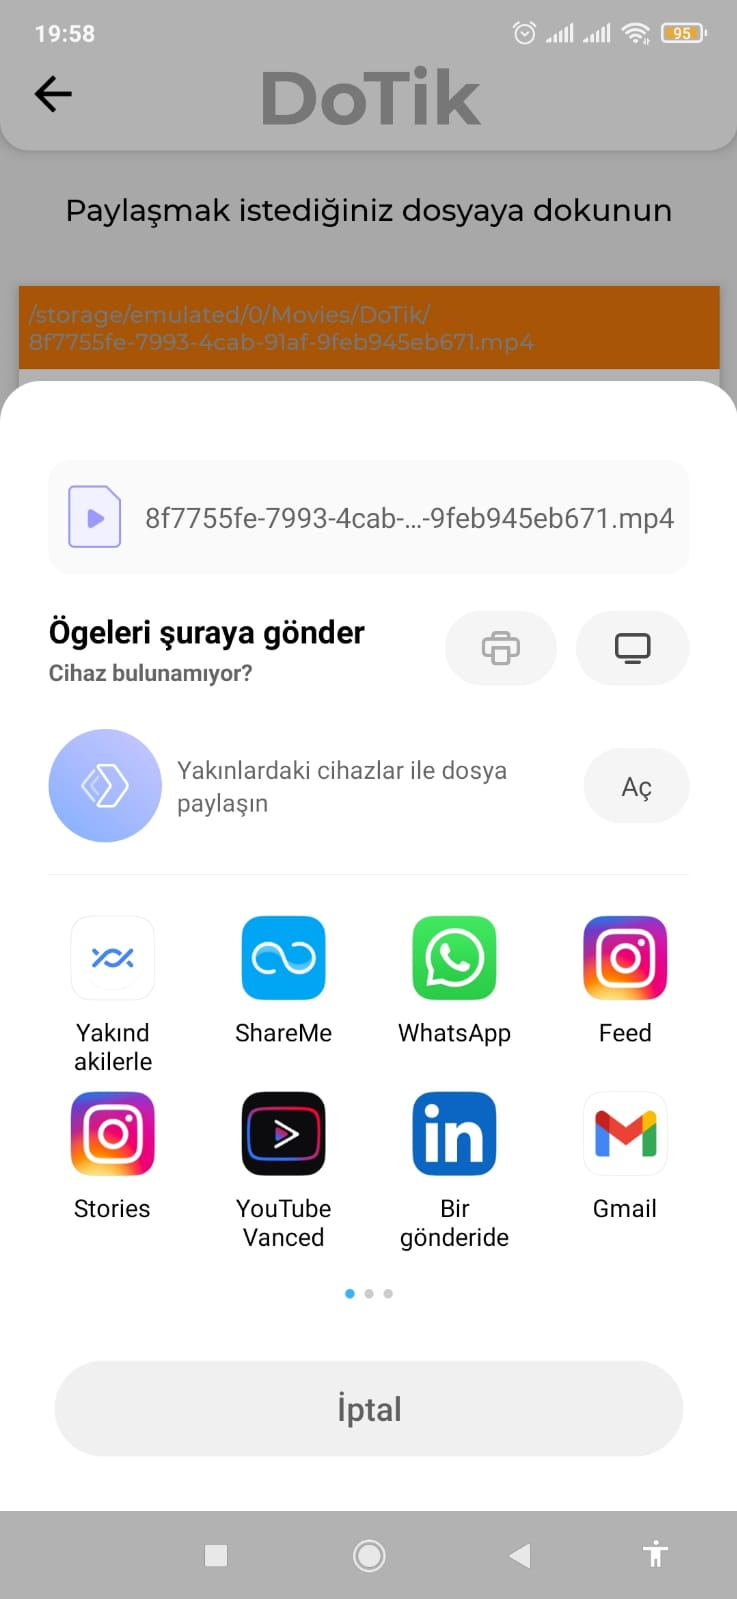 19:58
95
DoTik
Paylaşmak istediğiniz dosyaya dokunun
/storage/emulated/0/Movies/DoTik/
8f7755fe-7993-4cab-91af-9feb945eb671.mp4
8f7755fe-7993-4cab-...-9feb945eb671.mp4
Ögeleri şuraya gönder
Cihaz bulunamıyor?
Yakınlardaki cihazlar ile dosya
paylaşın
Aç
Yakınd
akilerle
ShareMe
WhatsApp
Feed
Stories
YouTube
Vanced
in
Bir
gönderide
Gmail
İptal